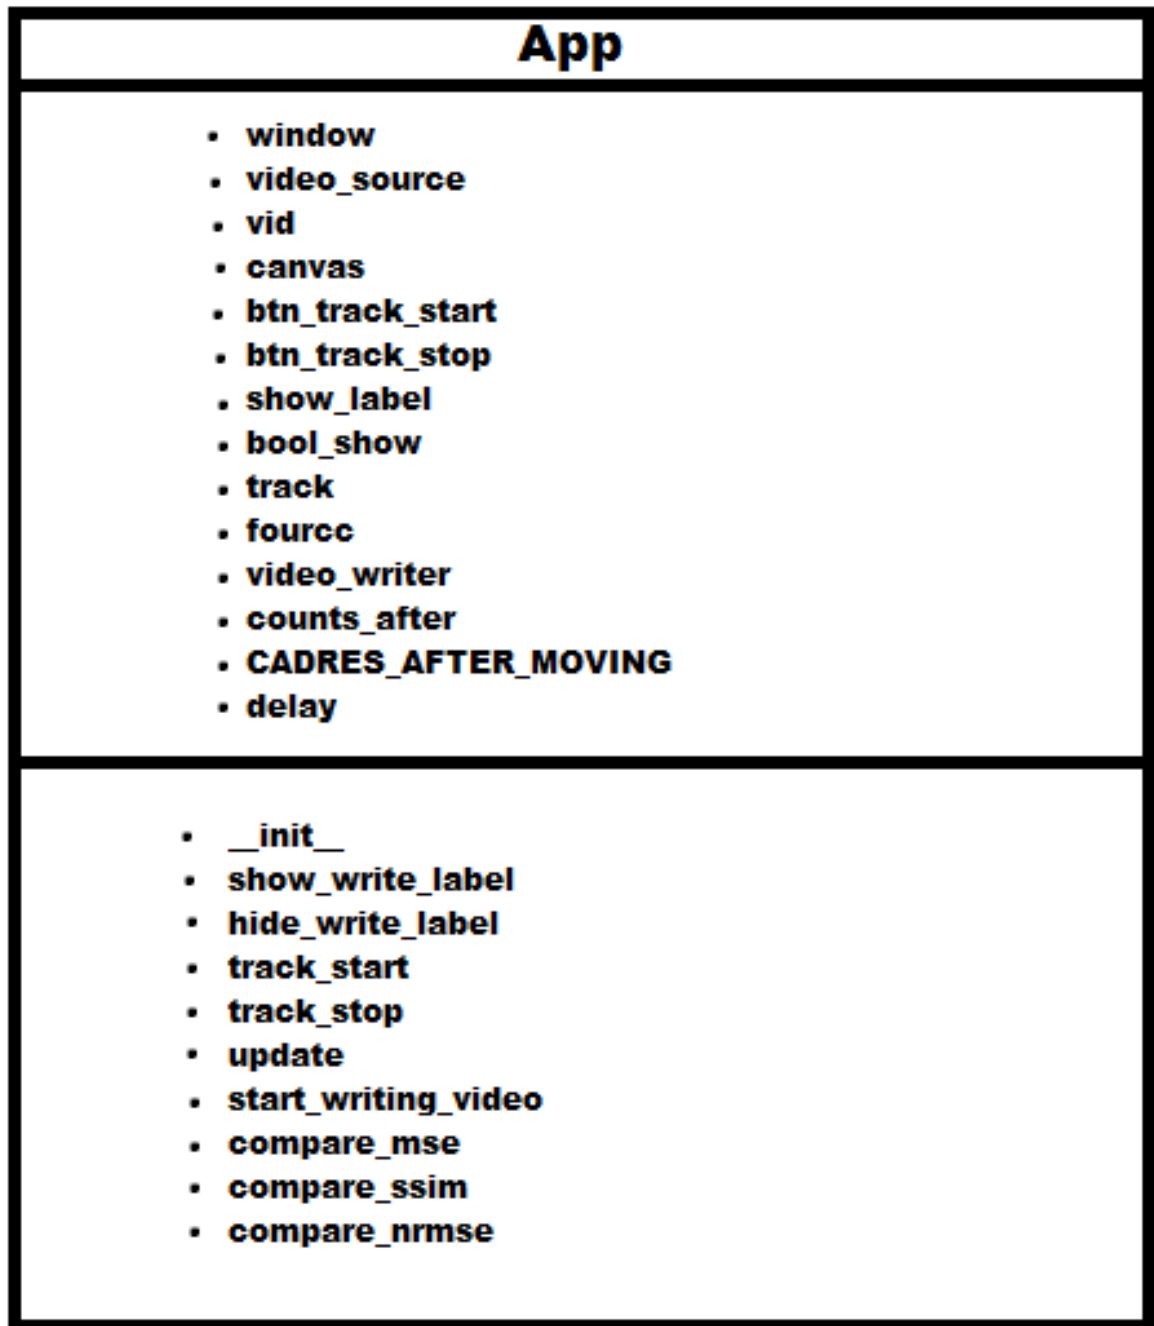 App
window
video_source
vid
canvas
btn_track_start
btn_track_stop
show_label
bool_show
track
fourcc
video_writer
counts_after
CADRES_AFTER_MOVING
delay
__init__
show_write_label
hide_write_label
track_start
track_stop
update
start_writing_video
compare_mse
compare_ssim
compare_nrmse